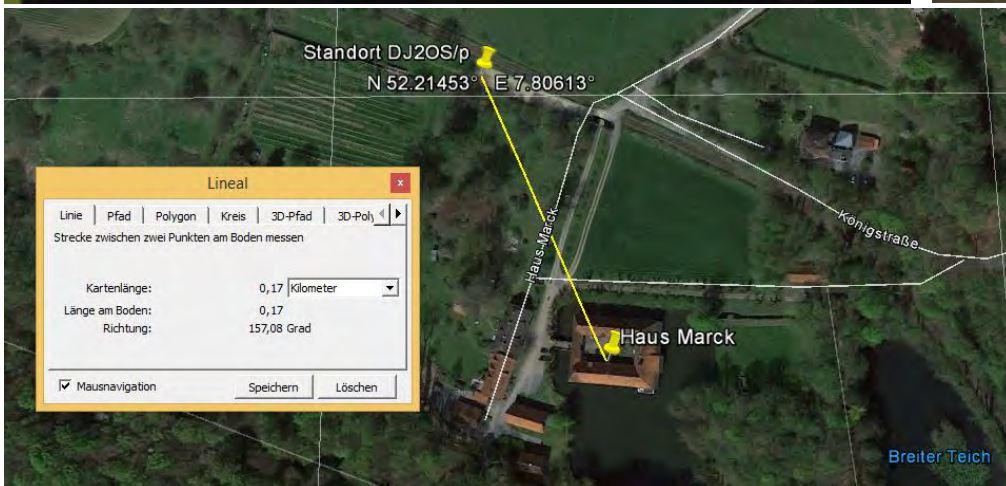 Standort DJ2OS/p
N 52.21453° E 7.80613°
Lineal
x
Linie Pfad Polygon Kreis 3D-Pfad 3D-Poly
Strecke zwischen zwei Punkten am Boden messen
Kartenlänge: 0,17 Kilometer
Länge am Boden: 0,17
Richtung: 157,08 Grad
Mausnavigation Speichern Löschen
Haus-Marck
Königstraße
Haus Marck
Breiter Teich